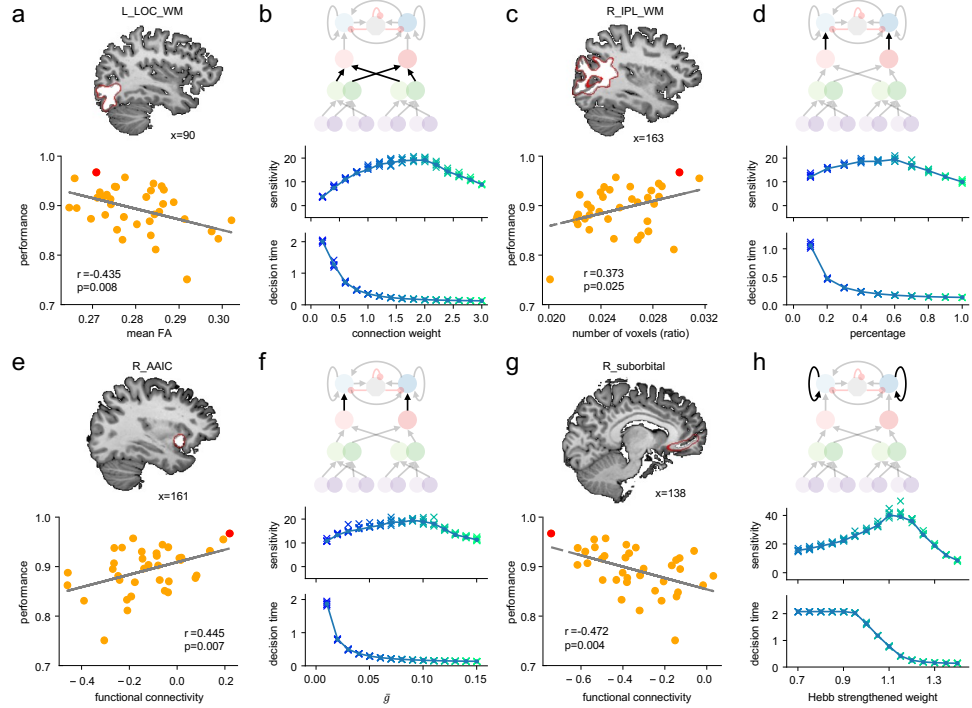 a
L_LOC_WM
x=90
1.0
0.9
0.8
0.7
performance
r=-0.435
p=0.008
0.27
0.28
0.29
0.30
mean FA
b
20
10
0
sensitivity
2
1
0
decision time
0.0
0.5
1.0
1.5
2.0
2.5
3.0
connection weight
c
R_IPL_WM
x=163
1.0
0.9
0.8
0.7
performance
r=0.373
p=0.025
0.020
0.024
0.028
0.032
number of voxels (ratio)
d
20
10
0
sensitivity
1.0
0.5
0.0
decision time
0.0
0.2
0.4
0.6
0.8
1.0
percentage
e
R_AAIC
x=161
1.0
0.9
0.8
0.7
performance
r=0.445
p=0.007
−0.4
−0.2
0.0
0.2
functional connectivity
f
20
10
0
sensitivity
2
1
0
decision time
0.00
0.05
0.10
0.15
ḡ
g
R_suborbital
x=138
1.0
0.9
0.8
0.7
performance
r=-0.472
p=0.004
−0.6
−0.4
−0.2
0.0
functional connectivity
h
40
20
0
sensitivity
2
1
0
decision time
0.7
0.9
1.1
1.3
Hebb strengthened weight